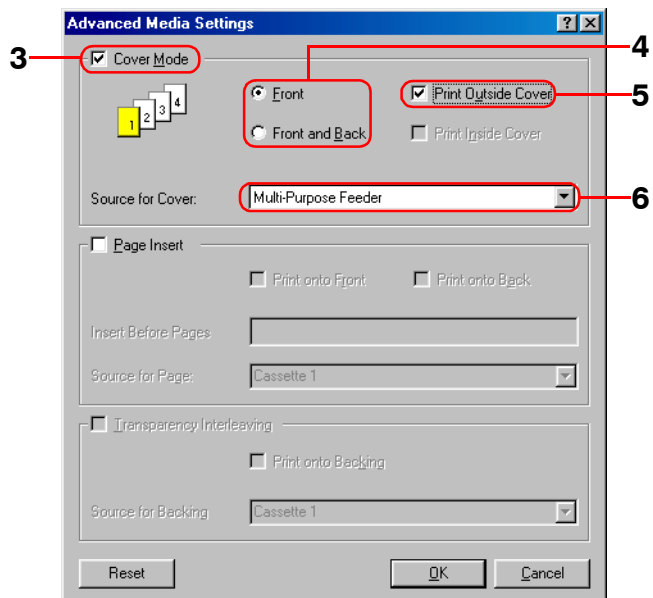 Advanced Media Settings
3
Cover Mode
4
Front
Print Outside Cover
5
1 2 3 4
Front and Back
Print Inside Cover
Source for Cover:
Multi-Purpose Feeder
6
Page Insert
Print onto Front
Print onto Back
Insert Before Pages
Source for Page:
Cassette 1
Transparency Interleaving
Print onto Backing
Source for Backing
Cassette 1
Reset
OK
Cancel